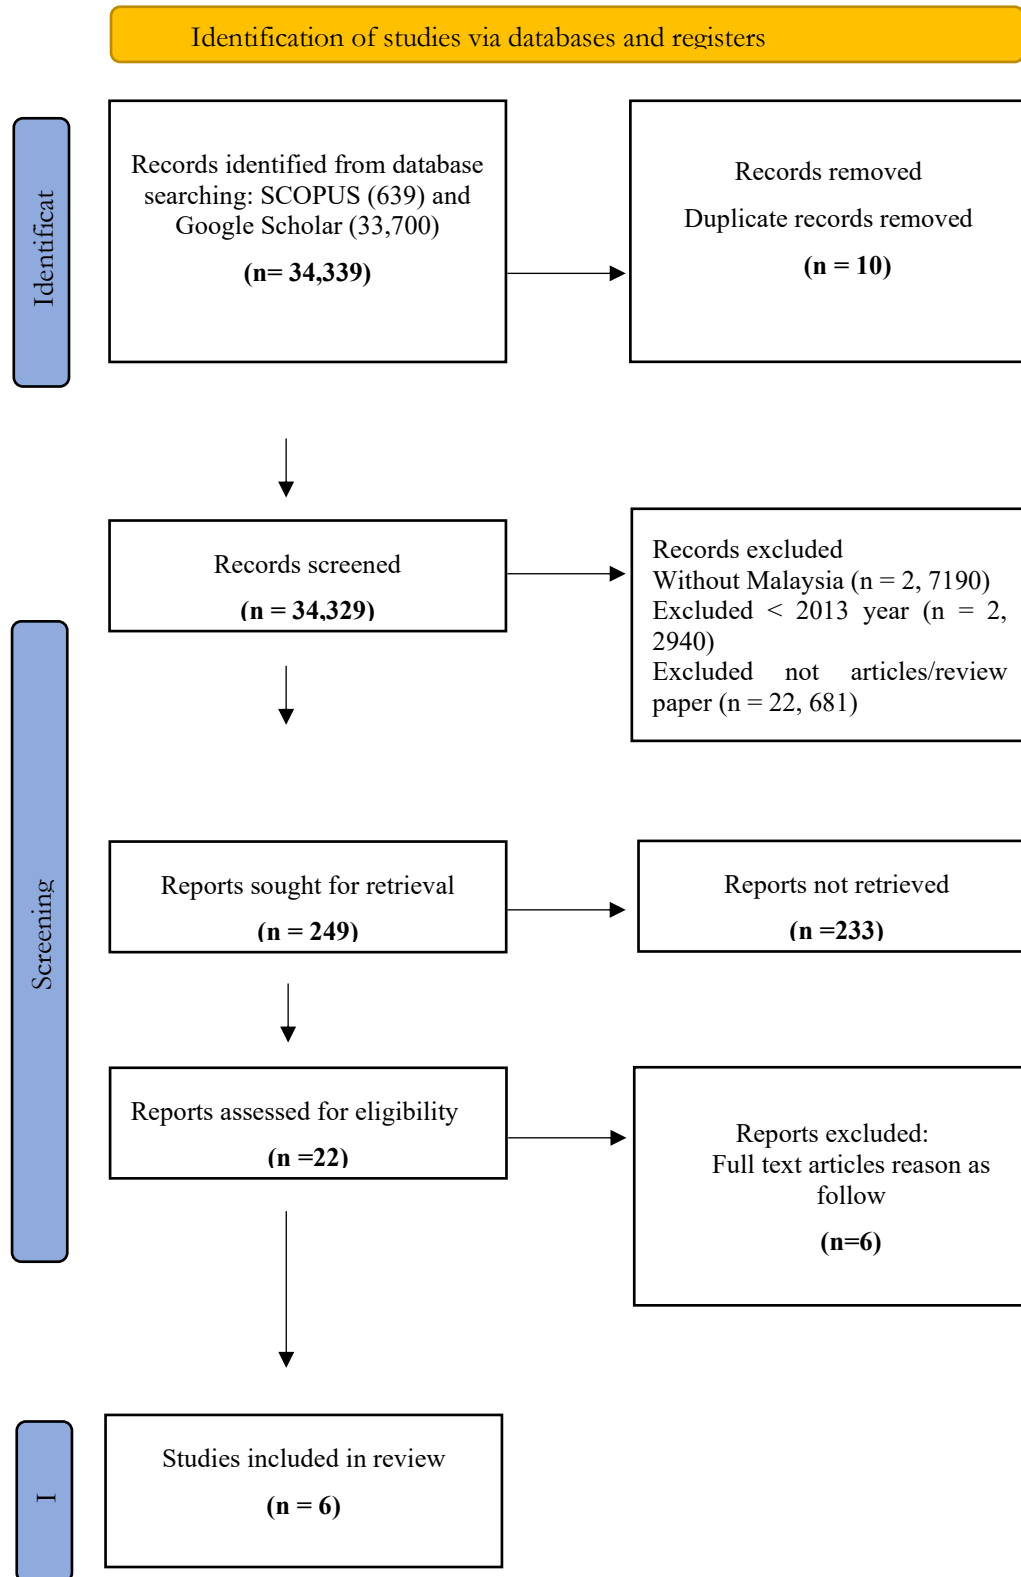 Identification of studies via databases and registers
Identificat
Records identified from database
searching: SCOPUS (639) and
Google Scholar (33,700)
(n= 34,339)
Records removed
Duplicate records removed
(n = 10)
Screening
Records screened
(n = 34,329)
Records excluded
Without Malaysia (n = 2, 7190)
Excluded < 2013 year (n = 2,
2940)
Excluded not articles/review
paper (n = 22, 681)
Reports sought for retrieval
(n = 249)
Reports not retrieved
(n =233)
Reports assessed for eligibility
(n =22)
Reports excluded:
Full text articles reason as
follow
(n=6)
I
Studies included in review
(n = 6)